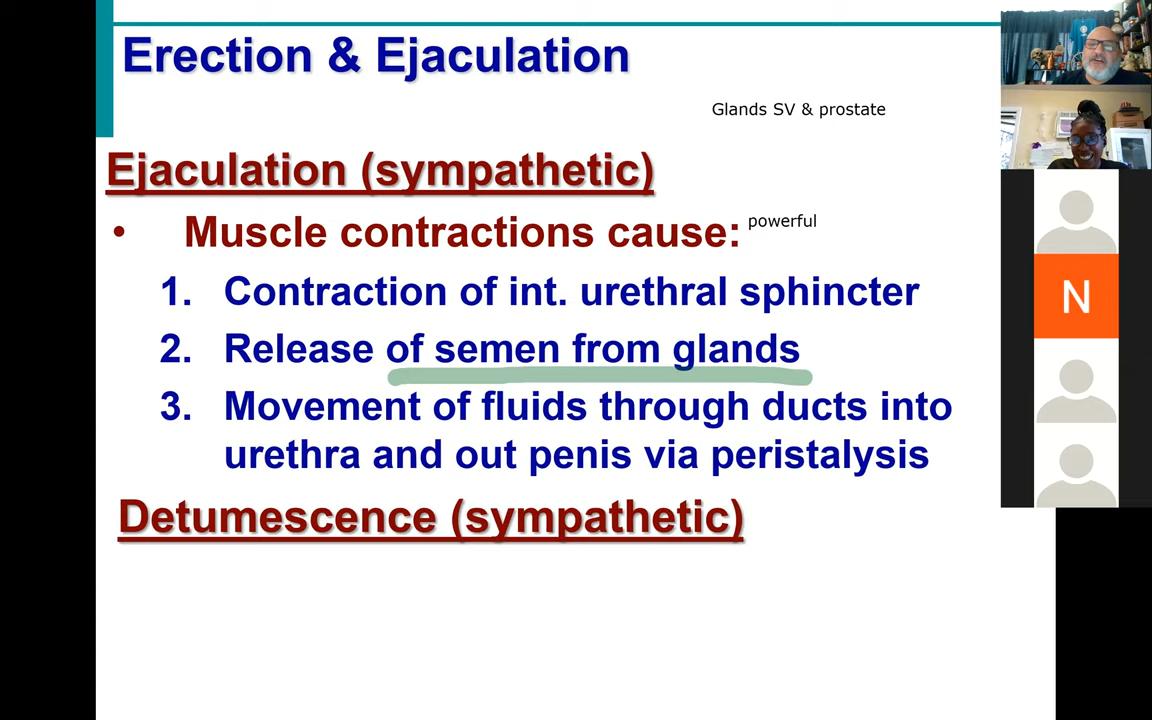 Erection & Ejaculation
Glands SV & prostate
Ejaculation (sympathetic)
• Muscle contractions cause: powerful
1. Contraction of int. urethral sphincter
2. Release of semen from glands
3. Movement of fluids through ducts into
urethra and out penis via peristalysis
Detumescence (sympathetic)
N